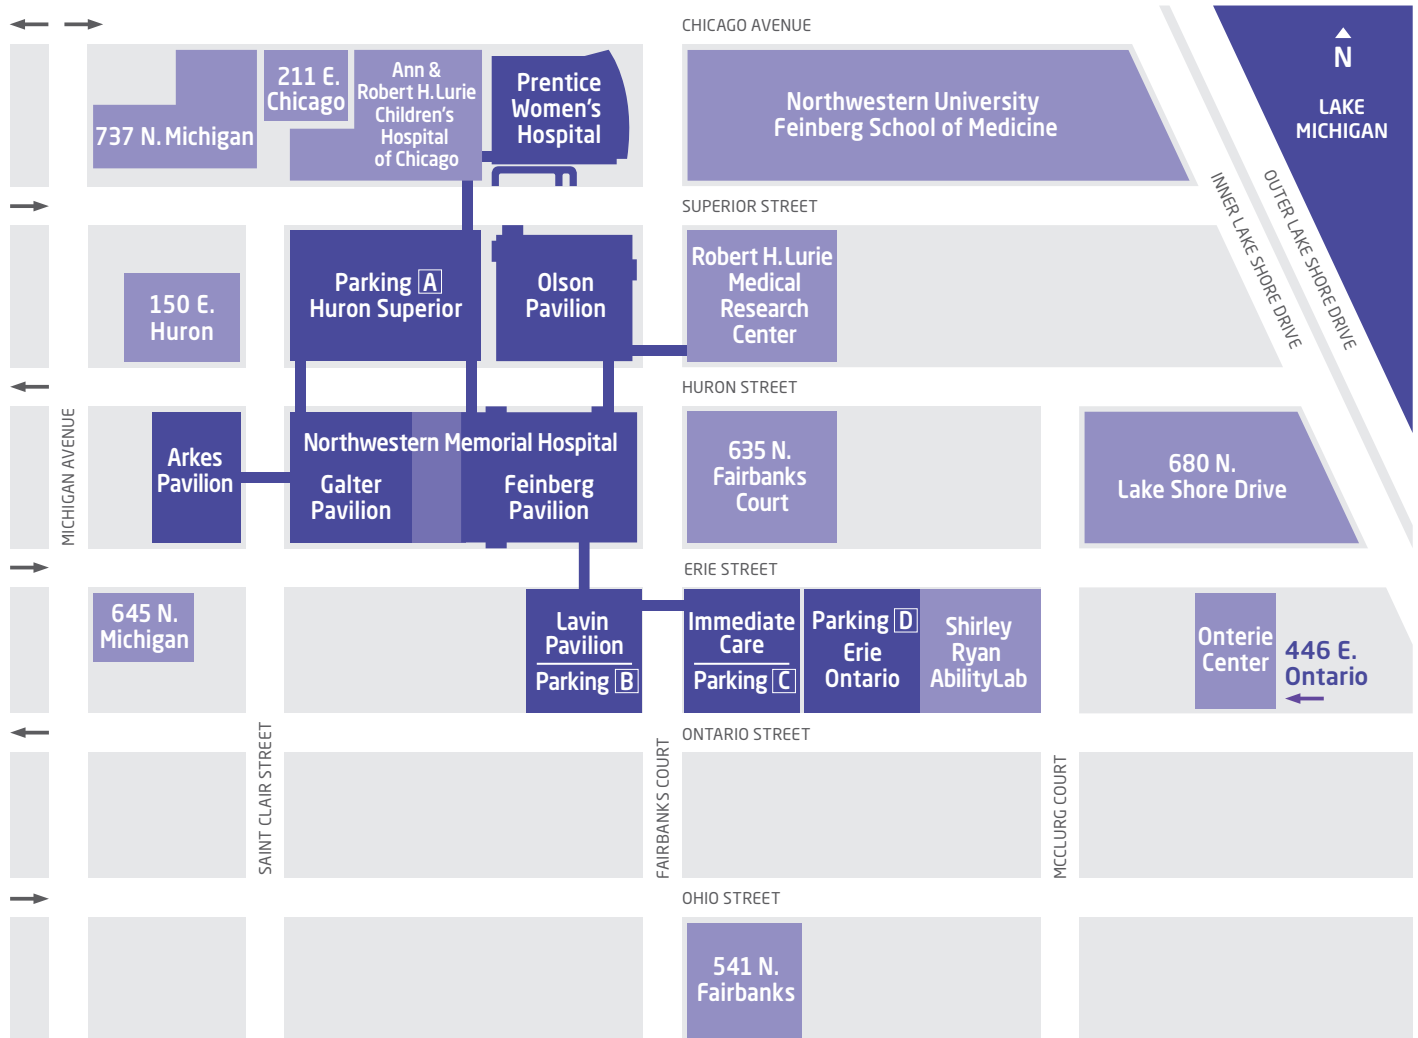 CHICAGO AVENUE
N
LAKE
MICHIGAN
737 N. Michigan
211 E.
Chicago
Ann &
Robert H. Lurie
Children's
Hospital
of Chicago
Prentice
Women's
Hospital
Northwestern University
Feinberg School of Medicine
INNER LAKE SHORE DRIVE
OUTER LAKE SHORE DRIVE
SUPERIOR STREET
150 E.
Huron
Parking A
Huron Superior
Olson
Pavilion
Robert H. Lurie
Medical
Research
Center
HURON STREET
MICHIGAN AVENUE
Arkes
Pavilion
Northwestern Memorial Hospital
Galter
Pavilion
Feinberg
Pavilion
635 N.
Fairbanks
Court
680 N.
Lake Shore Drive
ERIE STREET
645 N.
Michigan
Lavin
Pavilion
Parking B
Immediate
Care
Parking C
Parking D
Erie
Ontario
Shirley
Ryan
AbilityLab
Onterie
Center
446 E.
Ontario
ONTARIO STREET
SAINT CLAIR STREET
FAIRBANKS COURT
MCCLURG COURT
OHIO STREET
541 N.
Fairbanks